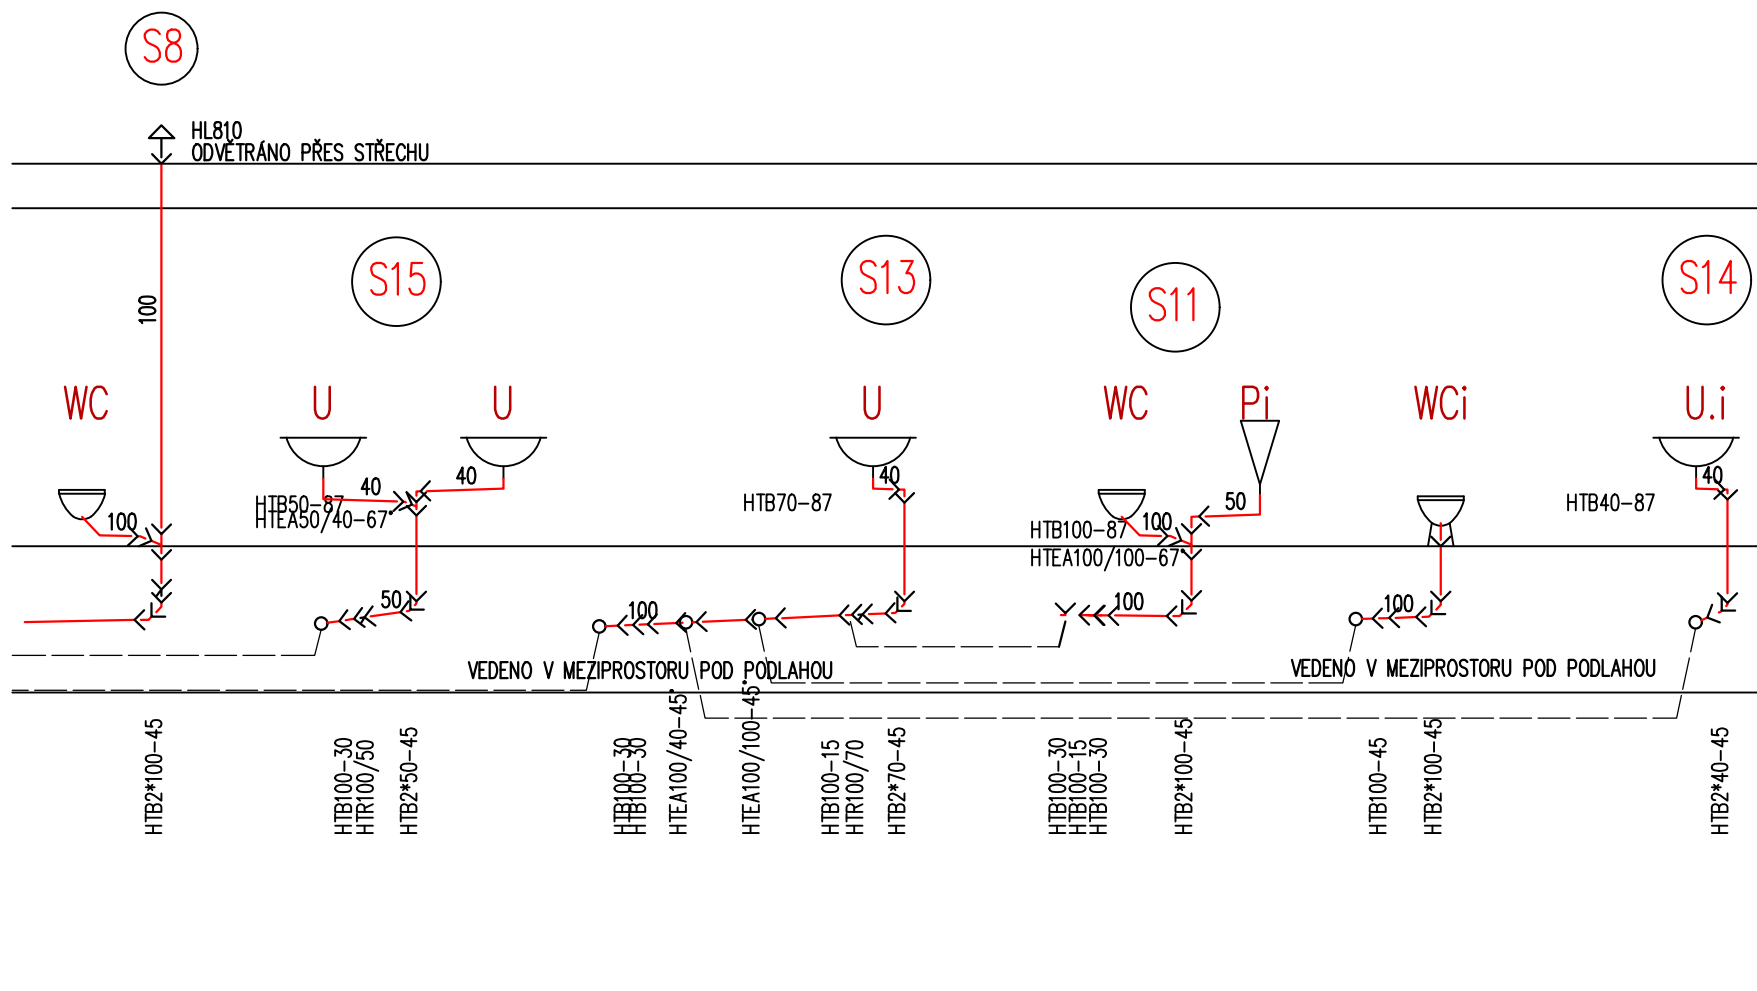 S8
HL810
ODVĚTRÁNO PŘES STŘECHU
S15
S13
S11
S14
100
WC
U
U
U
WC
Pi
WCi
U.i
40
40
40
40
HTB50-87
HTEA50/40-67°
HTB70-87
50
HTB40-87
100
100
HTB100-87
HTEA100/100-67°
50
100
100
100
VEDENO V MEZIPROSTORU POD PODLAHOU
VEDENO V MEZIPROSTORU POD PODLAHOU
HTB2*100-45
HTB100-30
HTR100/50
HTB2*50-45
HTB100-30
HTB100-30
HTEA100/40-45°
HTEA100/100-45°
HTB100-15
HTR100/70
HTB2*70-45
HTB100-30
HTB100-15
HTB100-30
HTB2*100-45
HTB100-45
HTB2*100-45
HTB2*40-45